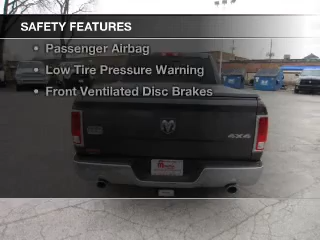 SAFETY FEATURES
Passenger Airbag
Low Tire Pressure Warning
Front Ventilated Disc Brakes
4X4